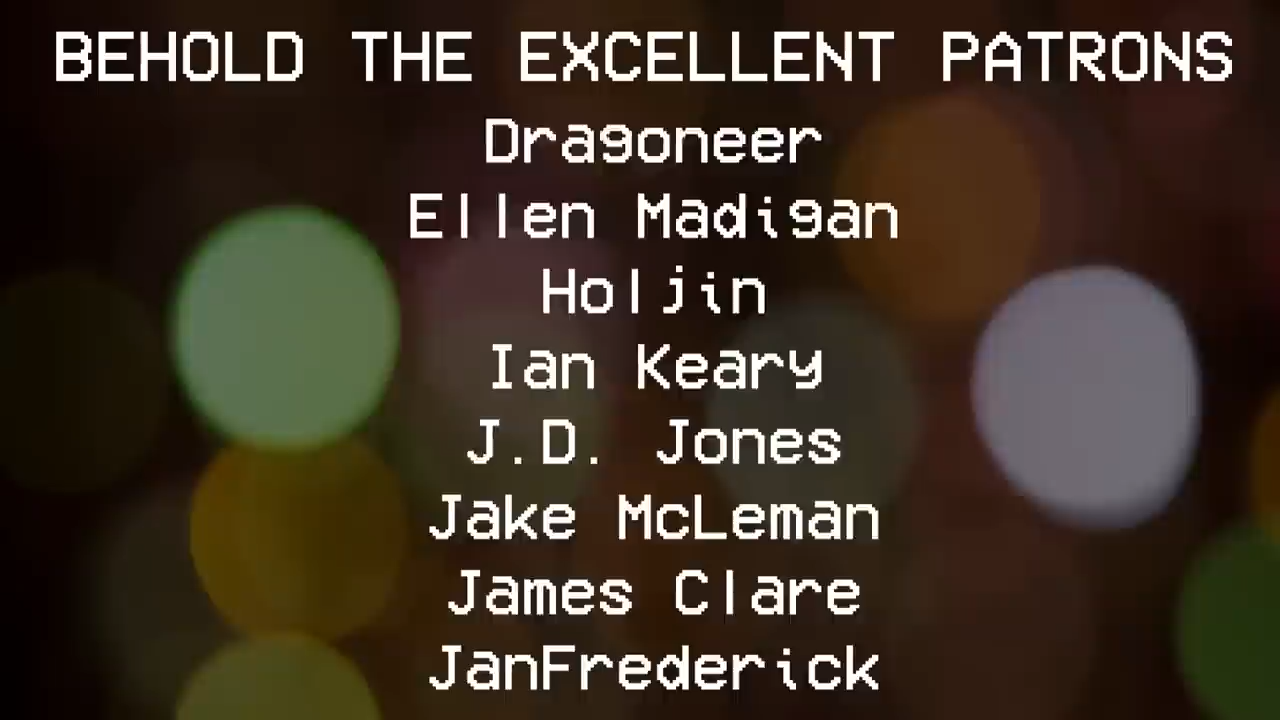 BEHOLD THE EXCELLENT PATRONS
Dragoneer
Ellen Madigan
Holjin
Ian Keary
J.D. Jones
Jake McLeman
James Clare
JanFrederick